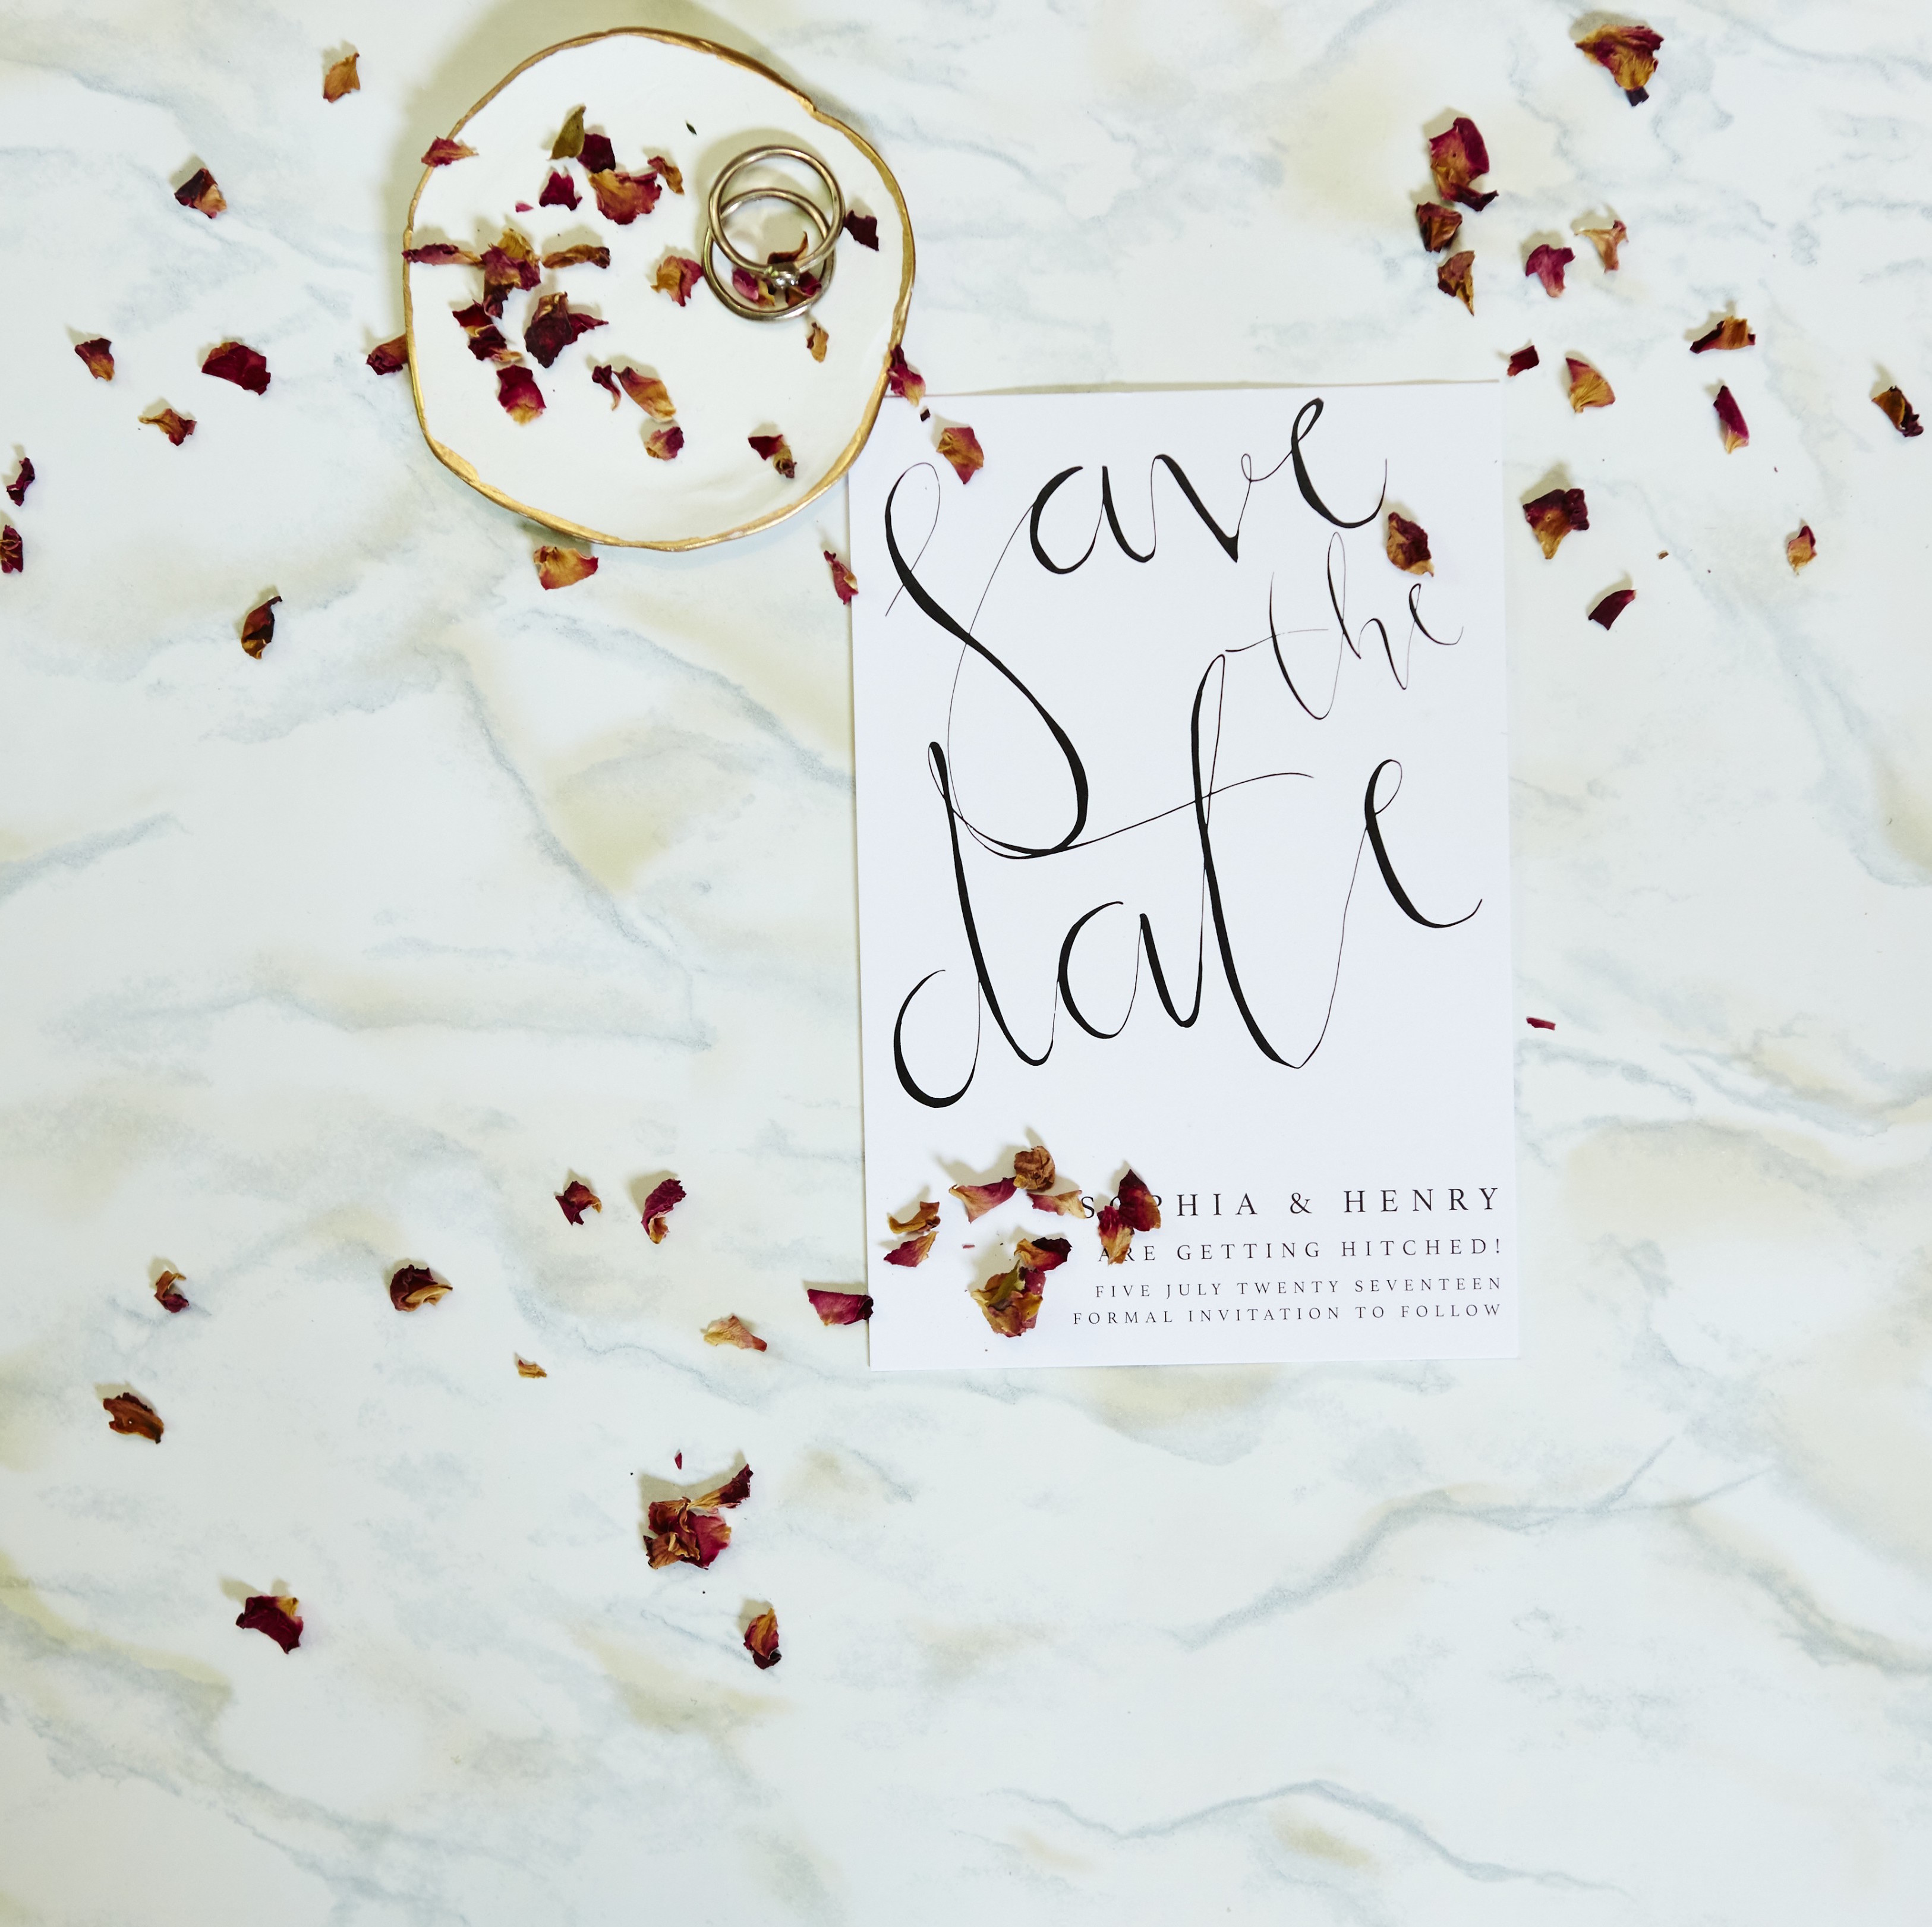 Save
the
date
SOPHIA & HENRY
ARE GETTING HITCHED!
FIVE JULY TWENTY SEVENTEEN
FORMAL INVITATION TO FOLLOW